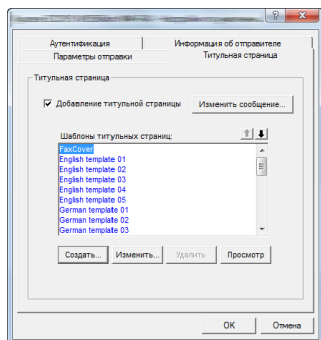 Аутентификация
Информация об отправителе
Параметры отправки
Титульная страница
Титульная страница
Добавление титульной страницы
Изменить сообщение...
Шаблоны титульных страниц:
FaxCover
English template 01
English template 02
English template 03
English template 04
English template 05
German template 01
German template 02
German template 03
Создать...
Изменить...
Удалить
Просмотр
OK
Отмена